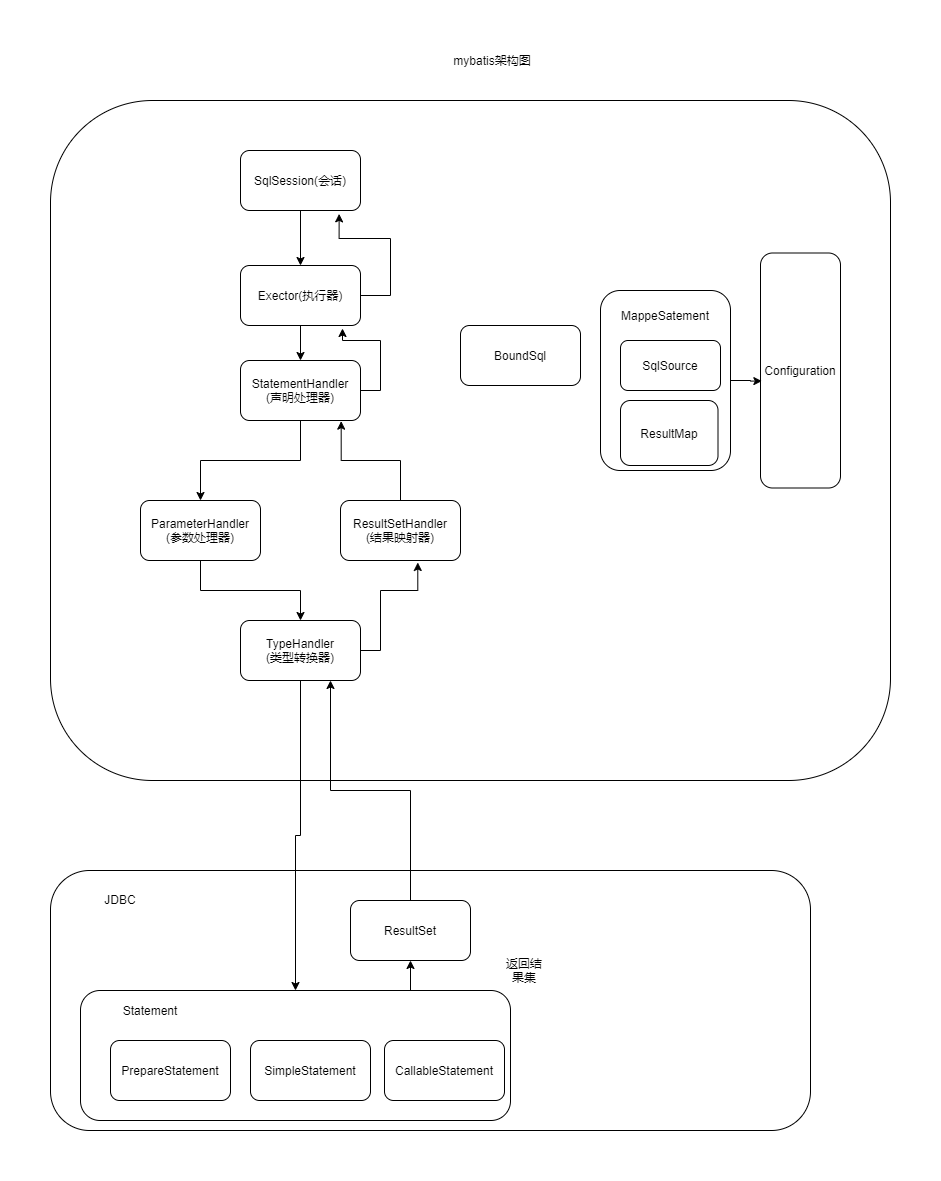 mybatis架构图
SqlSession(会话)
Exector(执行器)
StatementHandler
(声明处理器)
BoundSql
MappeSatement
SqlSource
ResultMap
Configuration
ParameterHandler
(参数处理器)
ResultSetHandler
(结果映射器)
TypeHandler
(类型转换器)
JDBC
ResultSet
返回结
果集
Statement
PrepareStatement
SimpleStatement
CallableStatement